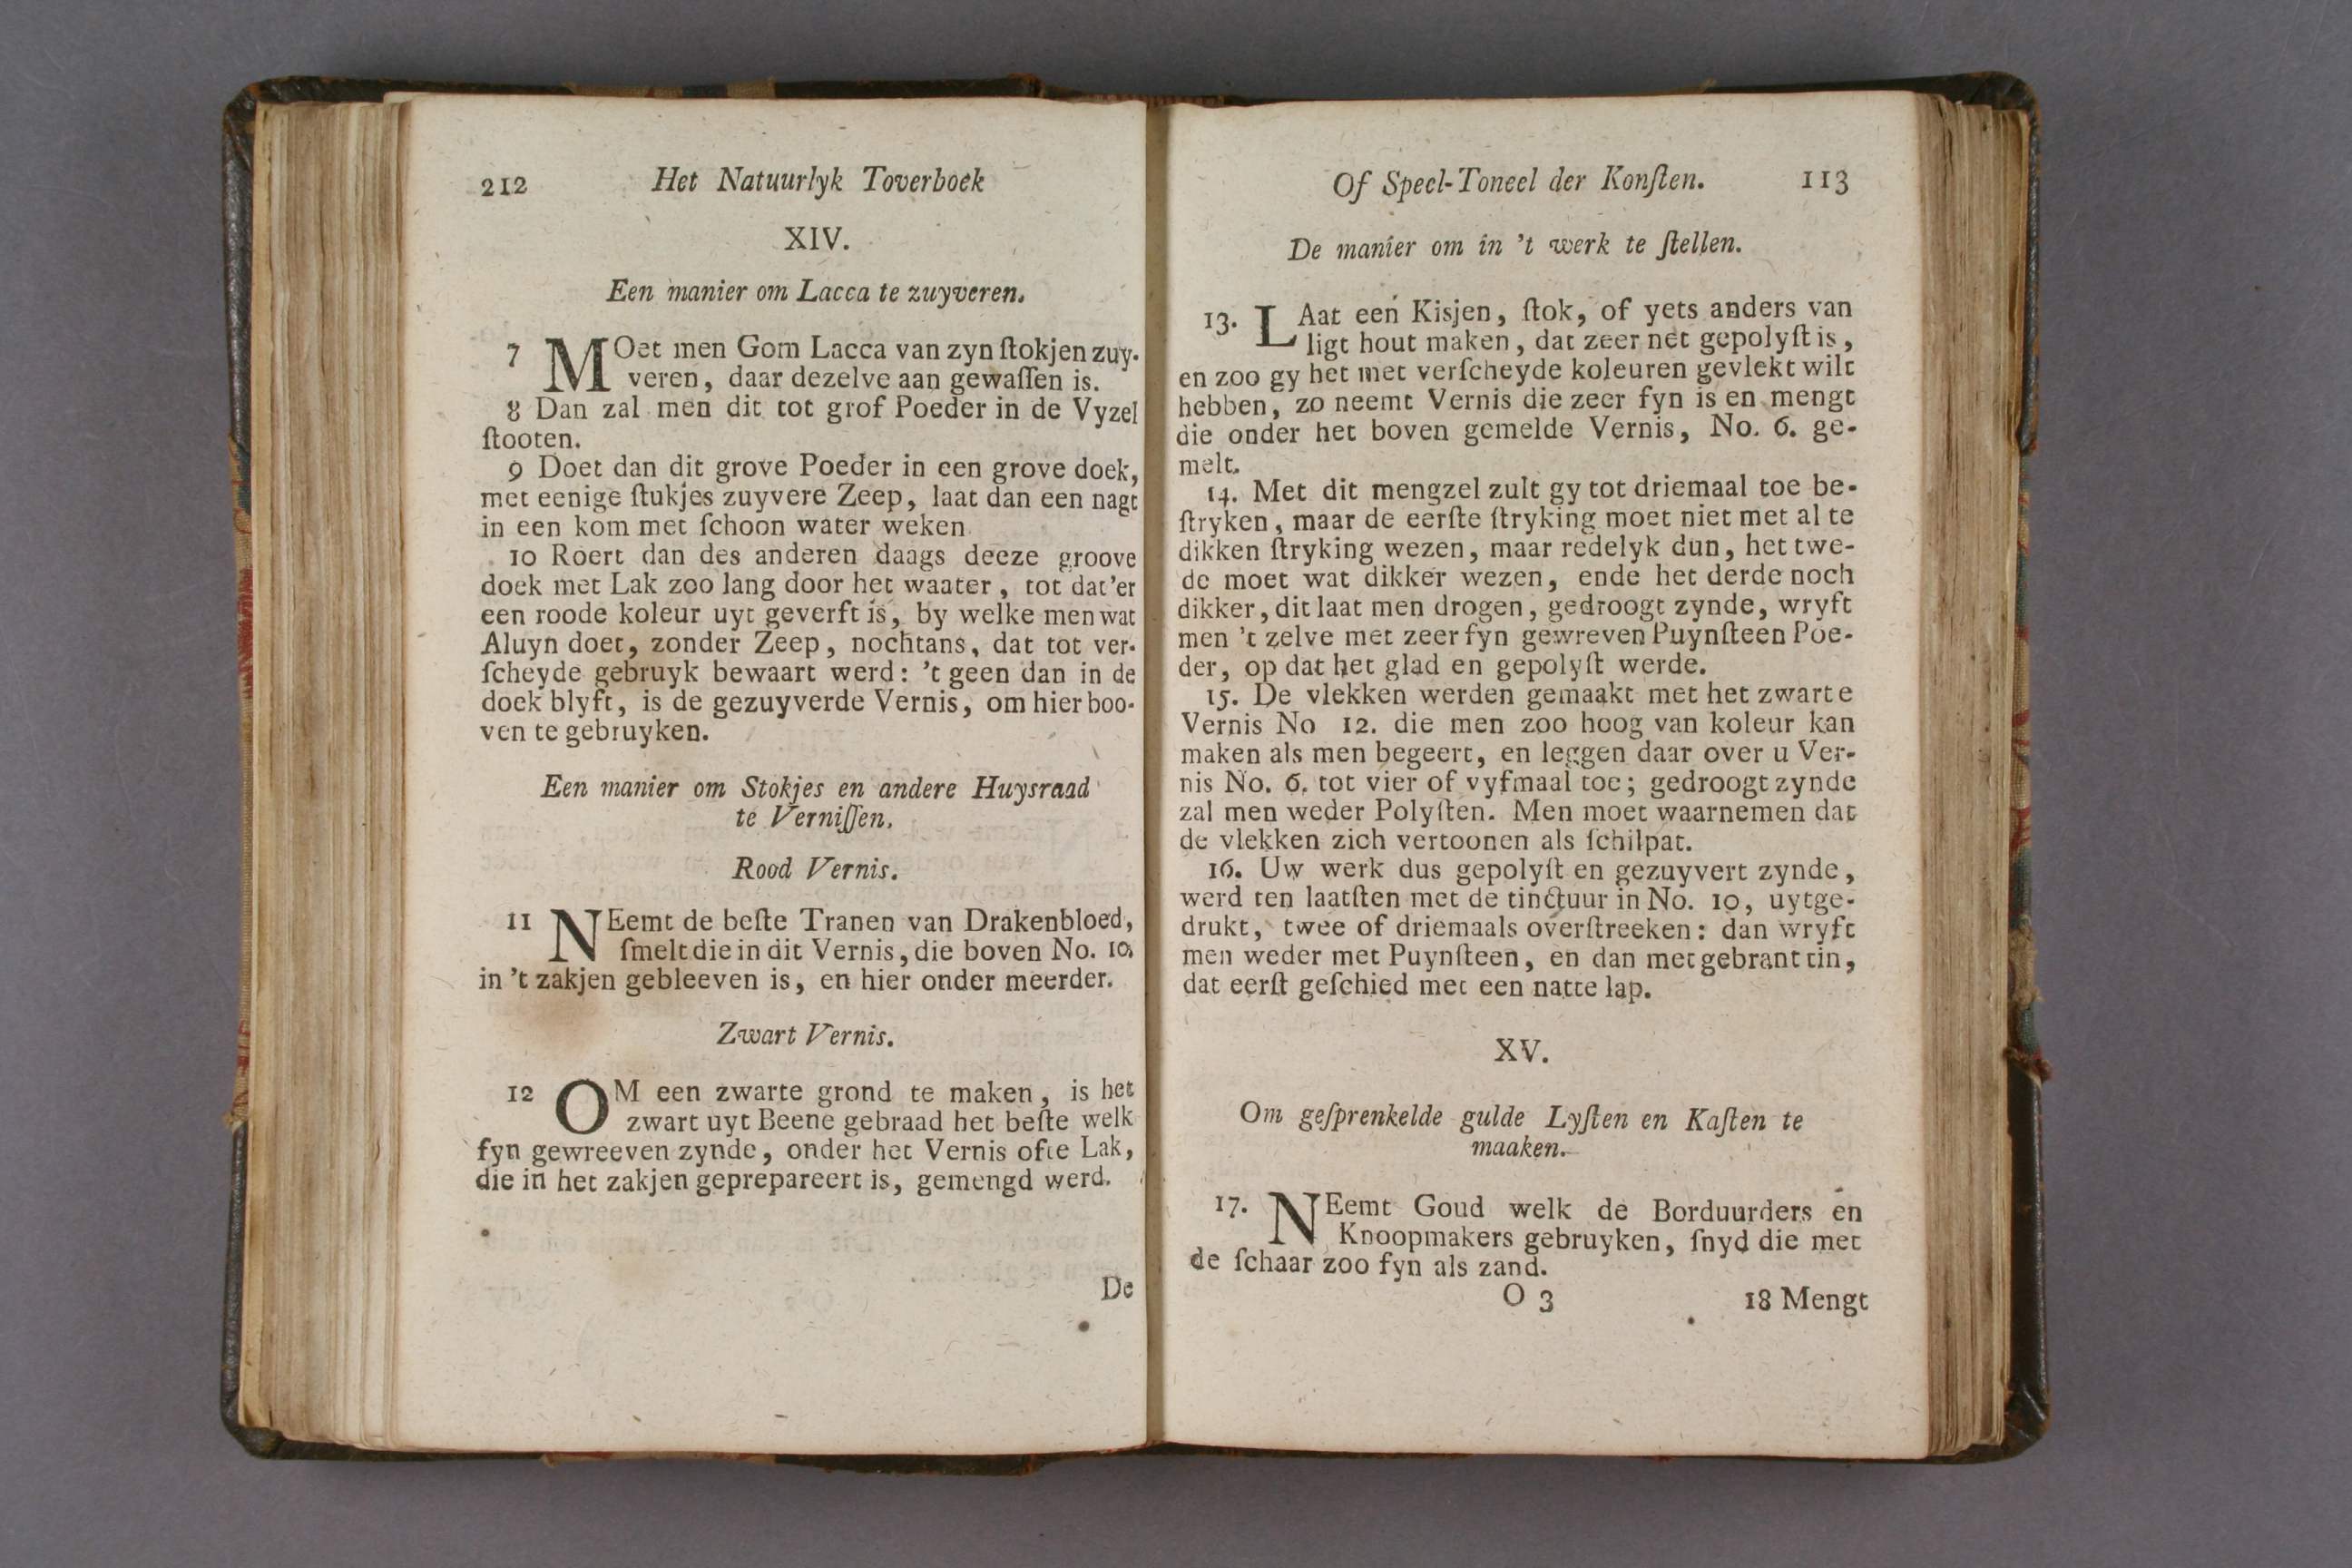 212 Het Natuurlyk Toverboek
XIV.
Een manier om Lacca te zuyveren.
7 MOet men Gom Lacca van zyn ſtokjen zuy-
veren, daar dezelve aan gewaſſen is.
8 Dan zal men dit tot grof Poeder in de Vyzel
ſtooten.
9 Doet dan dit grove Poeder in een grove doek,
met eenige ſtukjes zuyvere Zeep, laat dan een nagt
in een kom met ſchoon water weken
10 Roert dan des anderen daags deeze groove
doek met Lak zoo lang door het waater, tot dat'er
een roode koleur uyt geverft is, by welke men wat
Aluyn doet, zonder Zeep, nochtans, dat tot ver-
ſcheyde gebruyk bewaart werd: 't geen dan in de
doek blyft, is de gezuyverde Vernis, om hier boo-
ven te gebruyken.
Een manier om Stokjes en andere Huysraad
te Verniſſen.
Rood Vernis.
11 NEemt de beſte Tranen van Drakenbloed,
ſmelt die in dit Vernis, die boven No. 10.
in 't zakjen gebleeven is, en hier onder meerder.
Zwart Vernis.
12 OM een zwarte grond te maken, is het
zwart uyt Beene gebraad het beſte welk
fyn gewreeven zynde, onder het Vernis ofte Lak,
die in het zakjen geprepareert is, gemengd werd.
De
Of Speel-Toneel der Konſten. 113
De manier om in 't werk te ſtellen.
13. LAat een Kisjen, ſtok, of yets anders van
ligt hout maken, dat zeer net gepolyſt is,
en zoo gy het met verſcheyde koleuren gevlekt wilt
hebben, zo neemt Vernis die zeer fyn is en mengt
die onder het boven gemelde Vernis, No. 6. ge-
melt.
14. Met dit mengzel zult gy tot driemaal toe be-
ſtryken, maar de eerſte ſtryking moet niet met al te
dikken ſtryking wezen, maar redelyk dun, het twe-
de moet wat dikker wezen, ende het derde noch
dikker, dit laat men drogen, gedroogt zynde, wryft
men 't zelve met zeer fyn gewreven Puynſteen Poe-
der, op dat het glad en gepolyſt werde.
15. De vlekken werden gemaakt met het zwarte
Vernis No 12. die men zoo hoog van koleur kan
maken als men begeert, en leggen daar over u Ver-
nis No. 6. tot vier of vyfmaal toe; gedroogt zynde
zal men weder Polyſten. Men moet waarnemen dat
de vlekken zich vertoonen als ſchilpat.
16. Uw werk dus gepolyſt en gezuyvert zynde,
werd ten laatſten met de tinctuur in No. 10, uytge-
drukt, twee of driemaals overſtreeken: dan wryft
men weder met Puynſteen, en dan met gebrant tin,
dat eerſt geſchied met een natte lap.
XV.
Om geſprenkelde gulde Lyſten en Kaſten te
maaken.
17. NEemt Goud welk de Borduurders en
Knoopmakers gebruyken, ſnyd die met
de ſchaar zoo fyn als zand.
O 3 18 Mengt